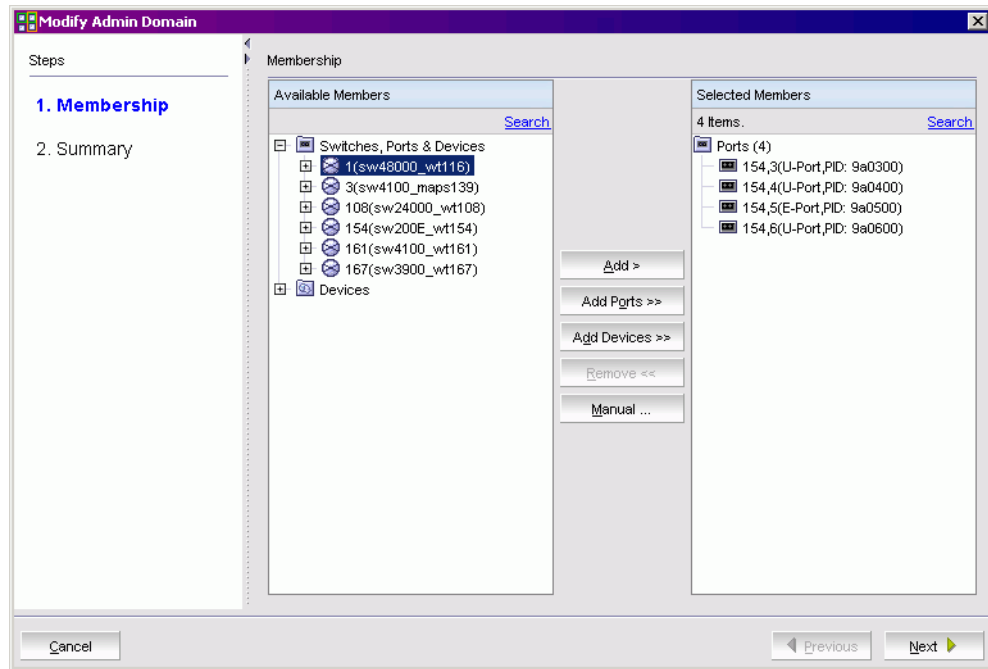 Modify Admin Domain
Steps
1. Membership
2. Summary
Membership
Available Members
Search
Switches, Ports & Devices
1(sw48000_wt116)
3(sw4100_maps139)
108(sw24000_wt108)
154(sw200E_wt154)
161(sw4100_wt161)
167(sw3900_wt167)
Devices
Add >
Add Ports >>
Add Devices >>
Remove <<
Manual ...
Selected Members
4 Items. Search
Ports (4)
154,3(U-Port,PID: 9a0300)
154,4(U-Port,PID: 9a0400)
154,5(E-Port,PID: 9a0500)
154,6(U-Port,PID: 9a0600)
Cancel
Previous
Next